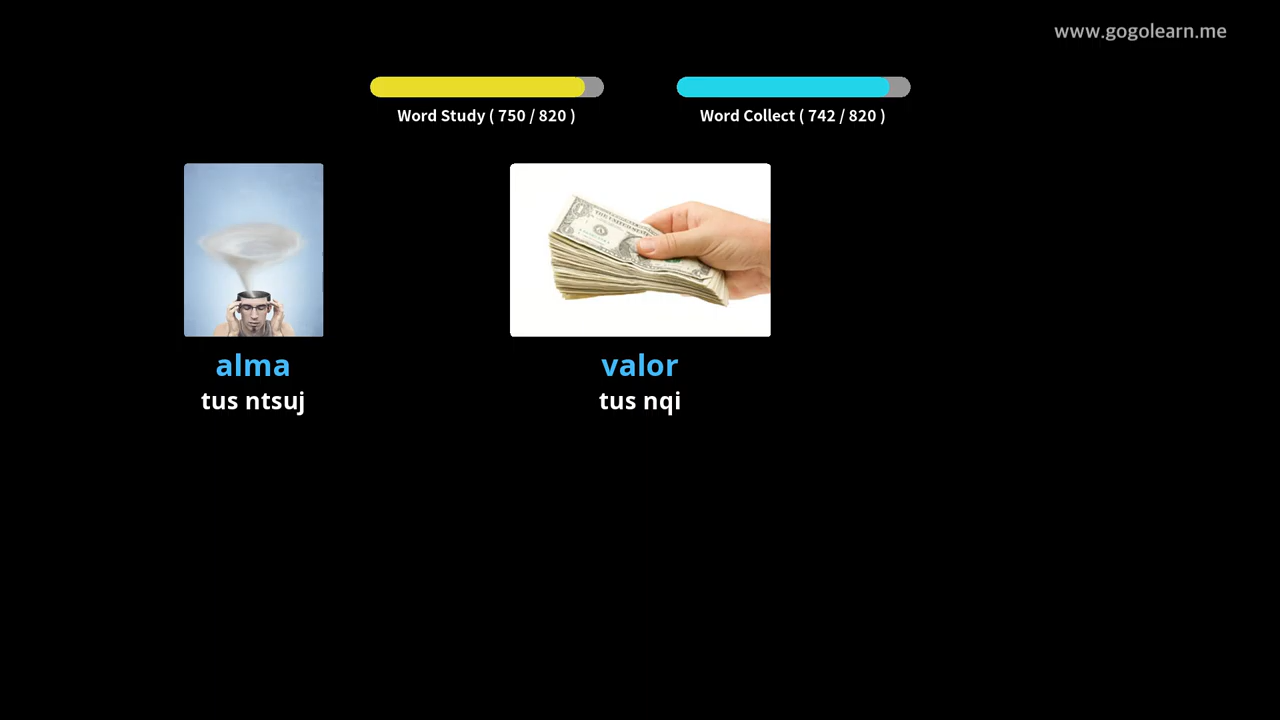 www.gogolearn.me
Word Study ( 750 / 820 )
Word Collect ( 742 / 820 )
alma
tus ntsuj
valor
tus nqi